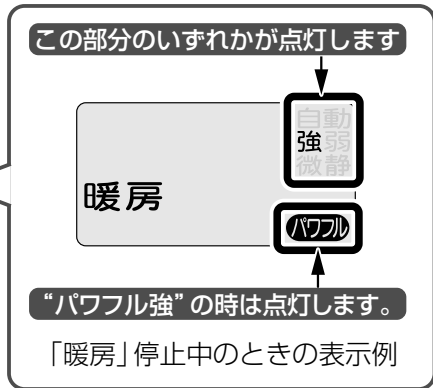 この部分のいずれかが点灯します
自動
強弱
微静
暖房
パワフル
“パワフル強”の時は点灯します。
「暖房」停止中のときの表示例